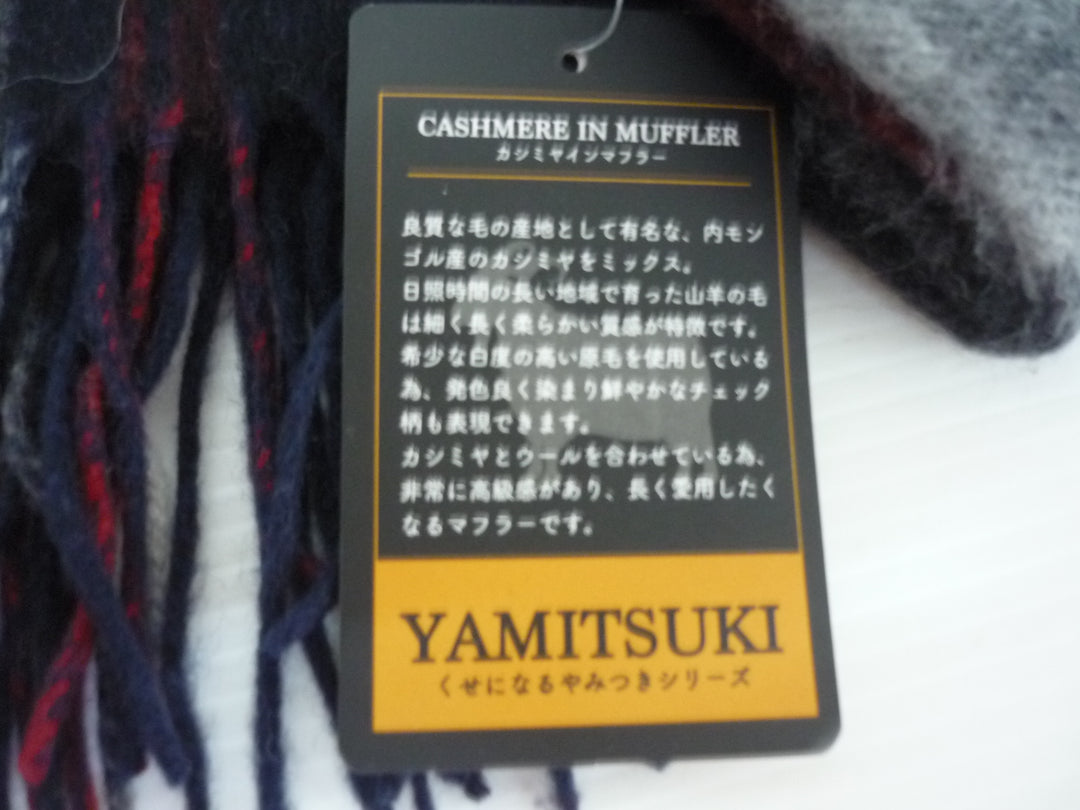 CASHMERE IN MUFFLER
カシミヤインマフラー
良質な毛の産地として有名な、内モン
ゴル産のカシミヤをミックス。
日照時間の長い地域で育った山羊の毛
は細く長く柔らかい質感が特徴です。
希少な白度の高い原毛を使用している
為、発色良く染まり鮮やかなチェック
柄も表現できます。
カシミヤとウールを合わせている為、
非常に高級感があり、長く愛用したく
なるマフラーです。
YAMITSUKI
くせになるやみつきシリーズ